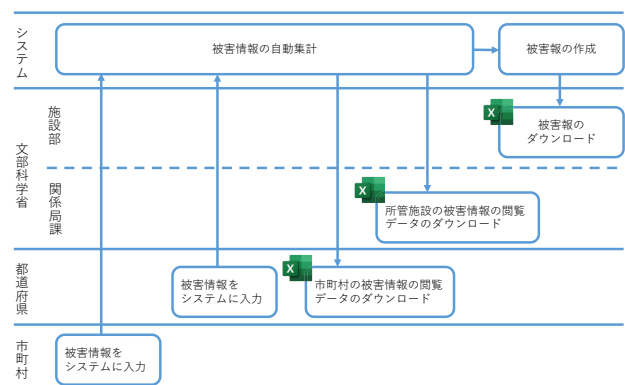 システム
被害情報の自動集計
被害報の作成
文部科学省
施設部
被害報の
ダウンロード
関係局課
所管施設の被害情報の閲覧
データのダウンロード
都道府県
被害情報を
システムに入力
市町村の被害情報の閲覧
データのダウンロード
市町村
被害情報を
システムに入力
X
X
X